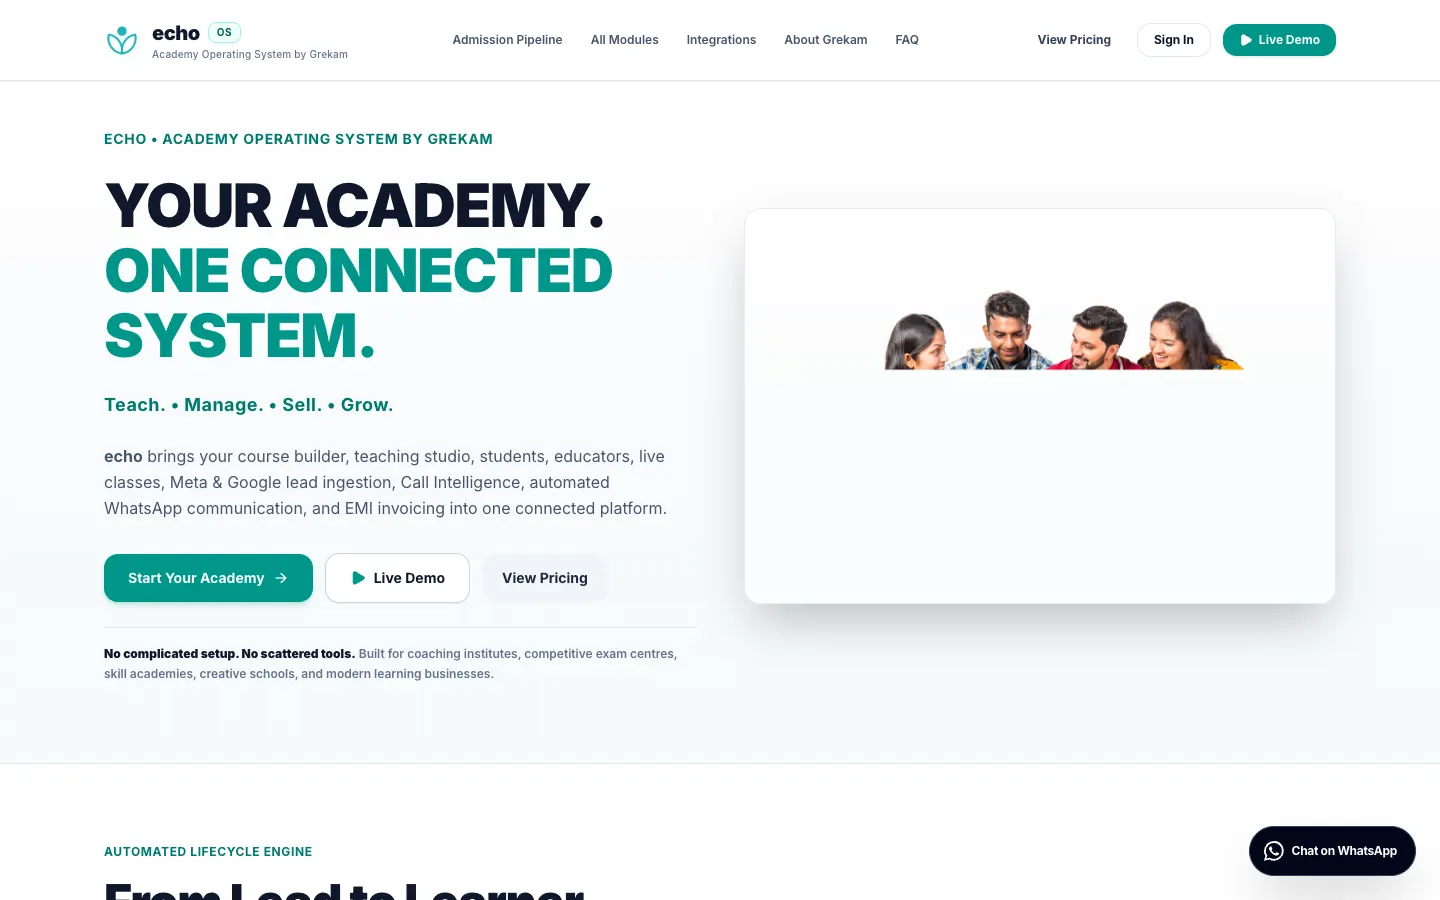 echo OS
Academy Operating System by Grekam
Admission Pipeline
All Modules
Integrations
About Grekam
FAQ
View Pricing
Sign In
Live Demo
ECHO • ACADEMY OPERATING SYSTEM BY GREKAM
YOUR ACADEMY.
ONE CONNECTED
SYSTEM.
Teach. • Manage. • Sell. • Grow.
echo brings your course builder, teaching studio, students, educators, live
classes, Meta & Google lead ingestion, Call Intelligence, automated
WhatsApp communication, and EMI invoicing into one connected platform.
Start Your Academy →
Live Demo
View Pricing
No complicated setup. No scattered tools. Built for coaching institutes, competitive exam centres,
skill academies, creative schools, and modern learning businesses.
AUTOMATED LIFECYCLE ENGINE
From Lead to Learner
Chat on WhatsApp